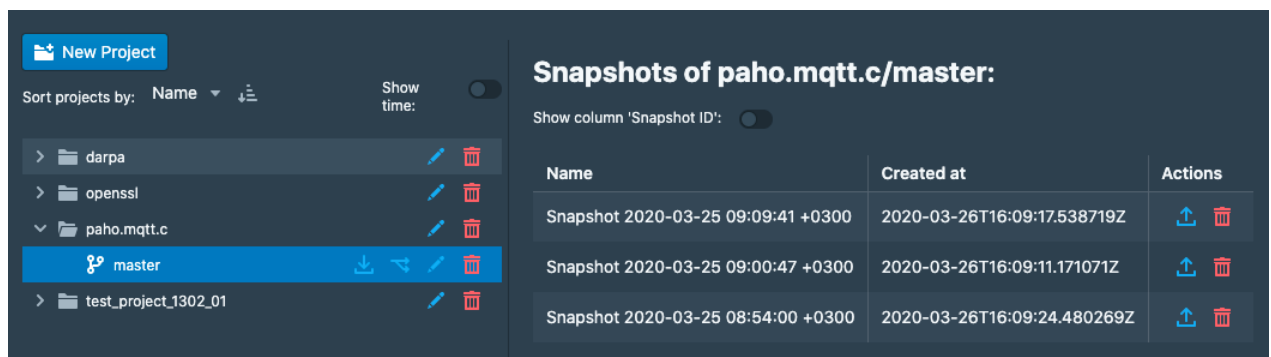 New Project
Sort projects by: Name
Show time:
darpa
openssl
paho.mqtt.c
master
test_project_1302_01
Snapshots of paho.mqtt.c/master:
Show column 'Snapshot ID':
Name Created at Actions
Snapshot 2020-03-25 09:09:41 +0300 2020-03-26T16:09:17.538719Z
Snapshot 2020-03-25 09:00:47 +0300 2020-03-26T16:09:11.171071Z
Snapshot 2020-03-25 08:54:00 +0300 2020-03-26T16:09:24.480269Z